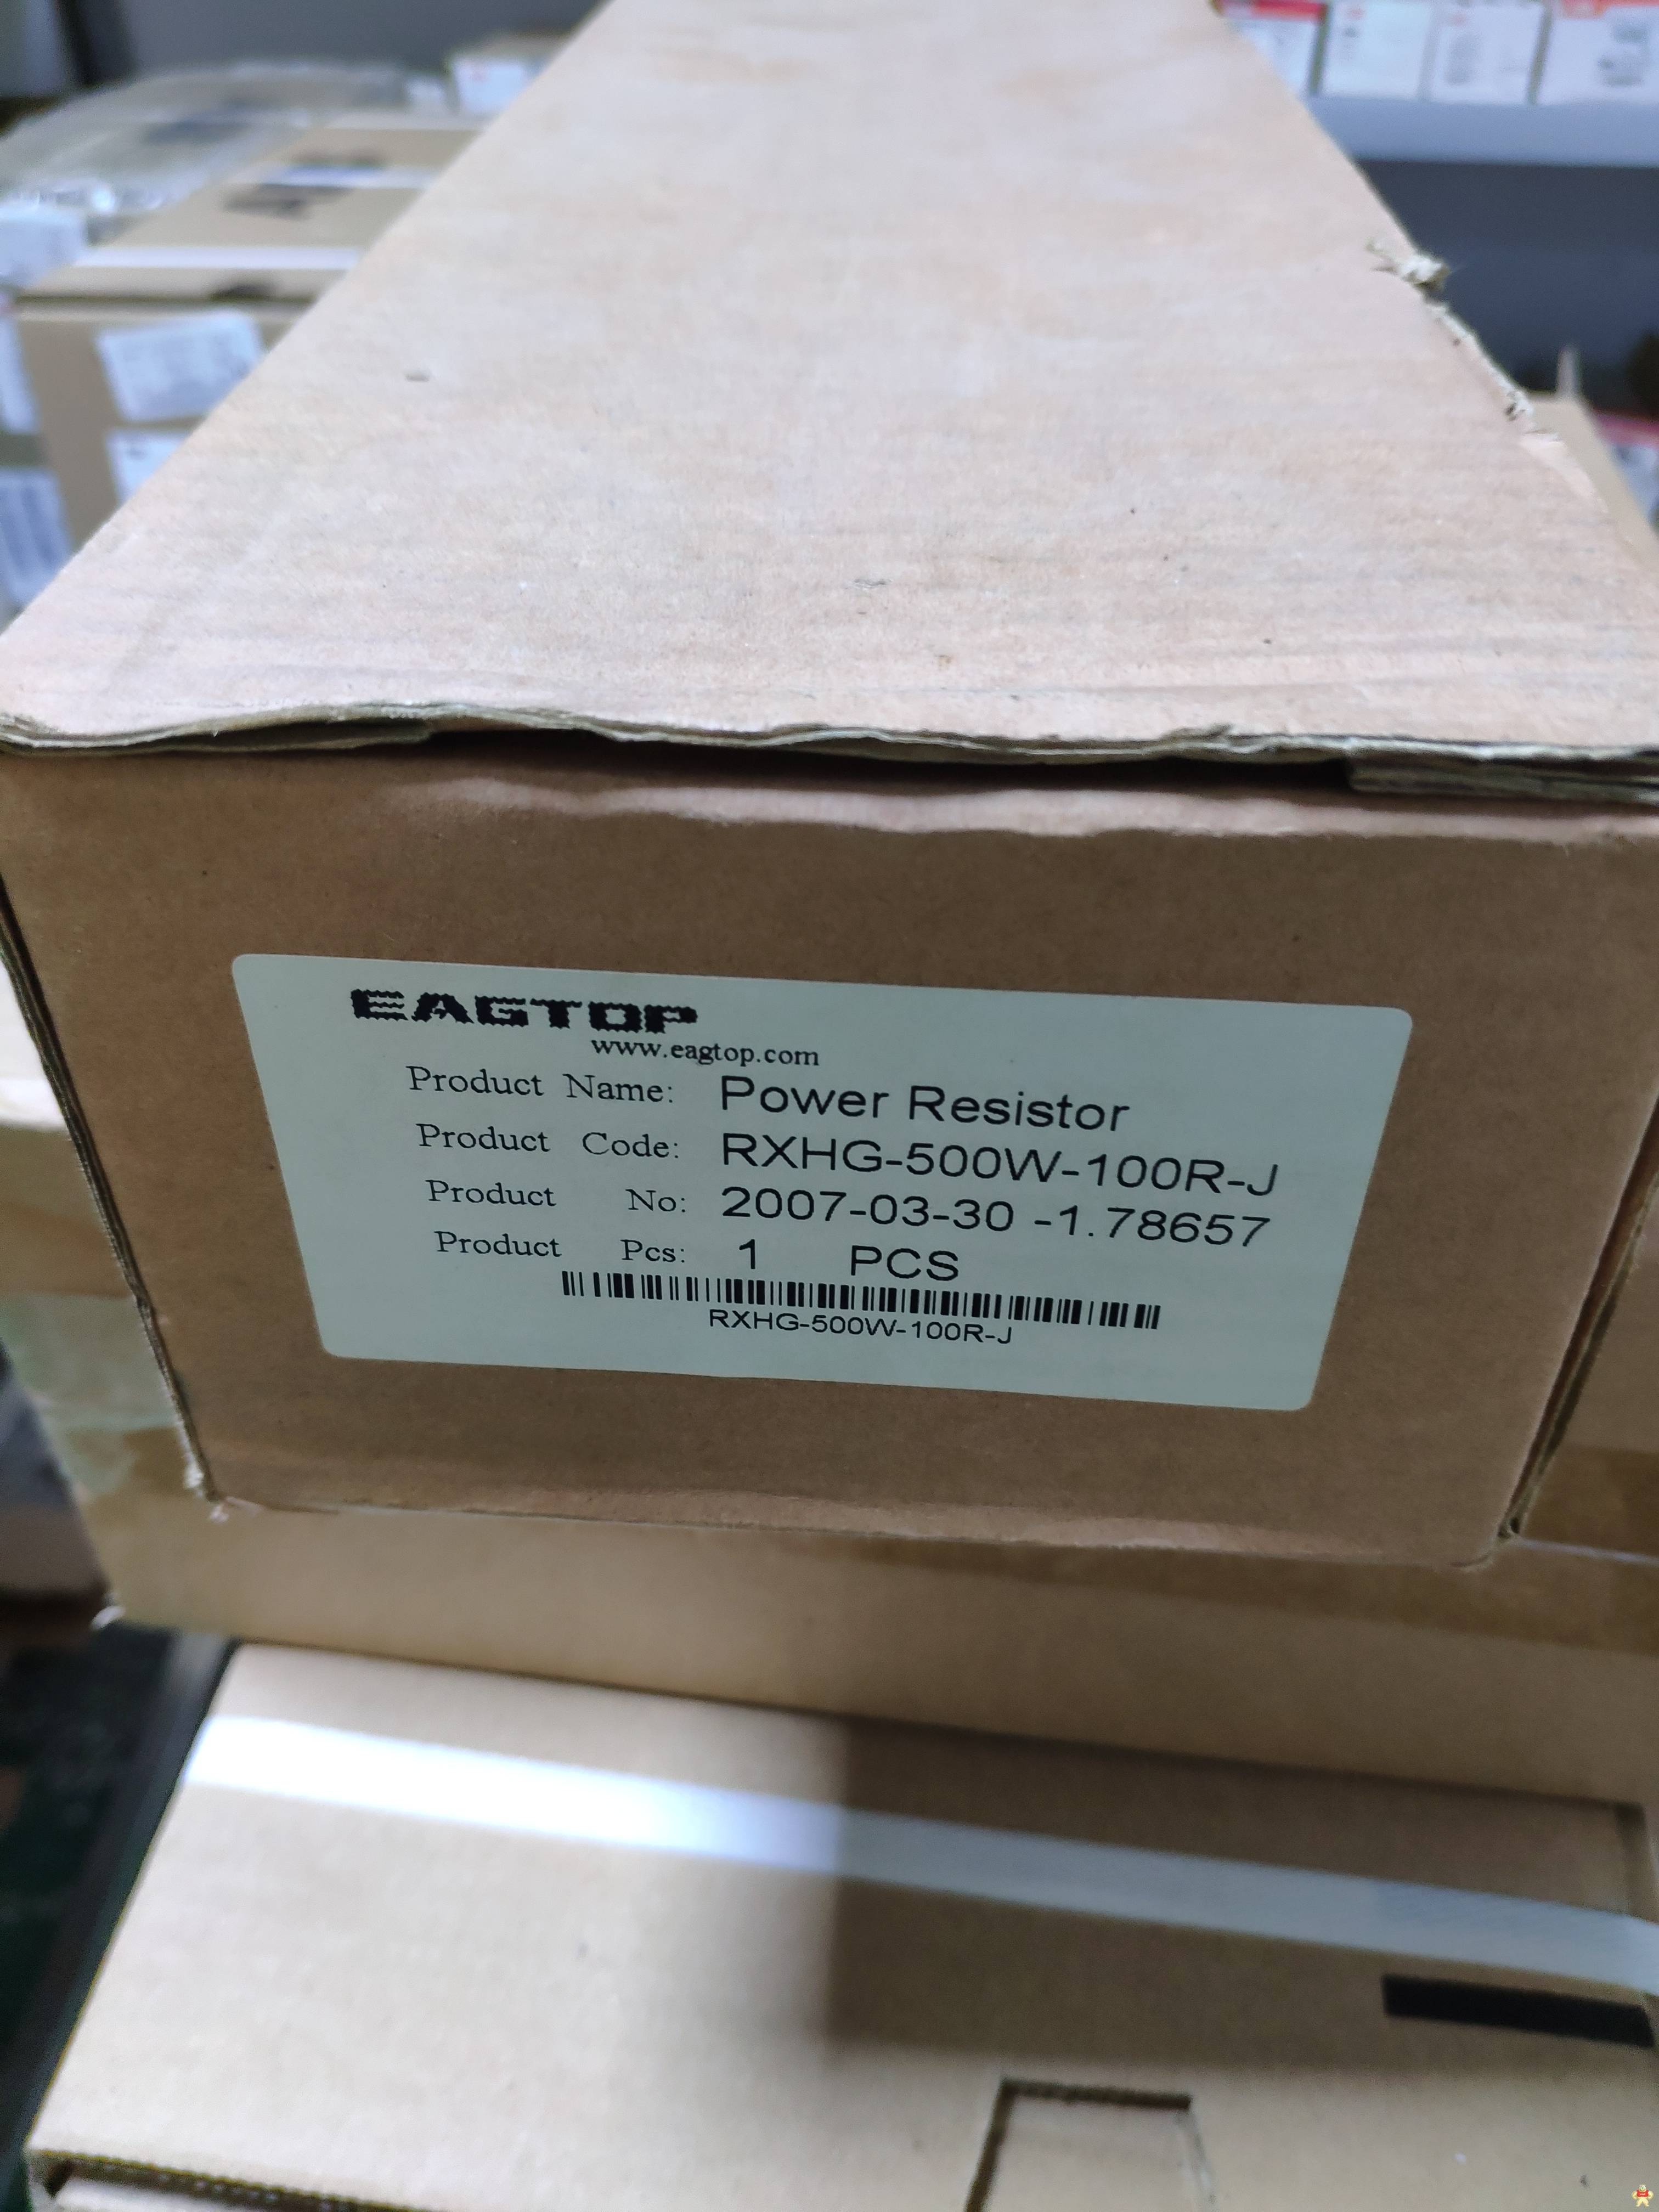 EAGTOP
www.eagtop.com
Product Name: Power Resistor
Product Code: RXHG-500W-100R-J
Product No: 2007-03-30 -1.78657
Product Pcs: 1 PCS
RXHG-500W-100R-J